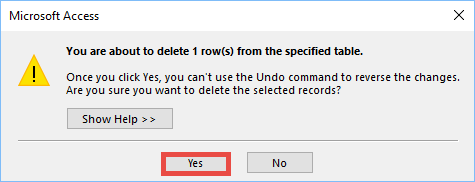 Microsoft Access
You are about to delete 1 row(s) from the specified table.
Once you click Yes, you can't use the Undo command to reverse the changes.
Are you sure you want to delete the selected records?
Show Help >>
Yes No